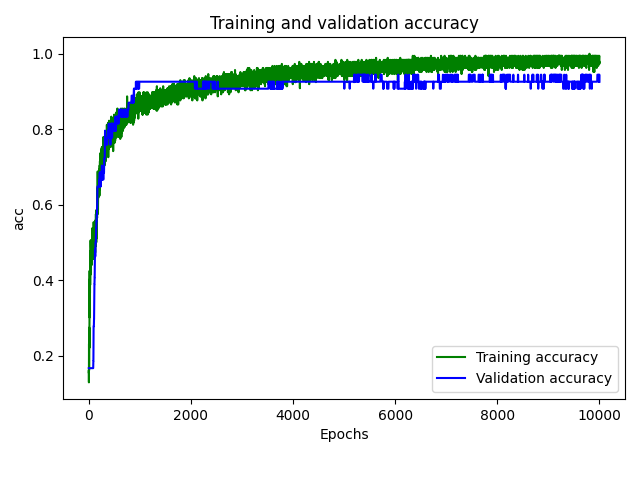 Training and validation accuracy
acc
1.0
0.8
0.6
0.4
0.2
0 2000 4000 6000 8000 10000
Epochs
Training accuracy
Validation accuracy